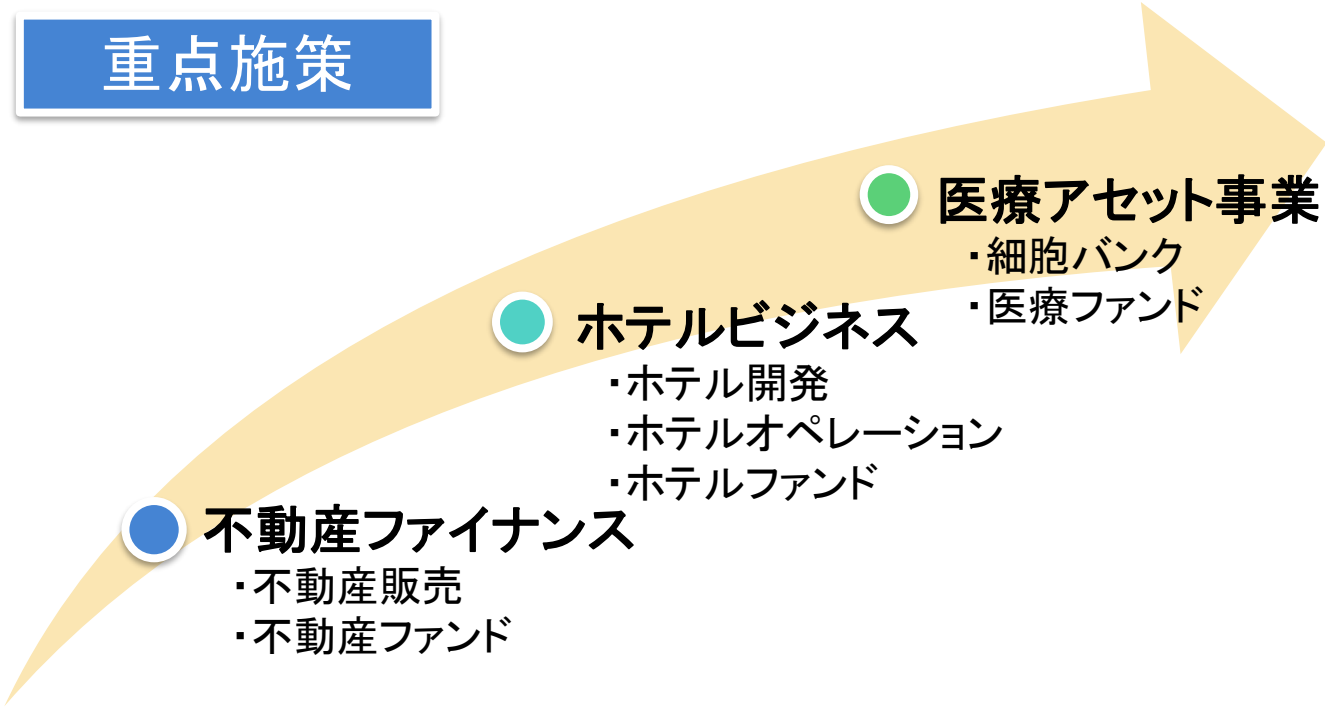 重点施策
医療アセット事業
・細胞バンク
・医療ファンド
ホテルビジネス
・ホテル開発
・ホテルオペレーション
・ホテルファンド
不動産ファイナンス
・不動産販売
・不動産ファンド